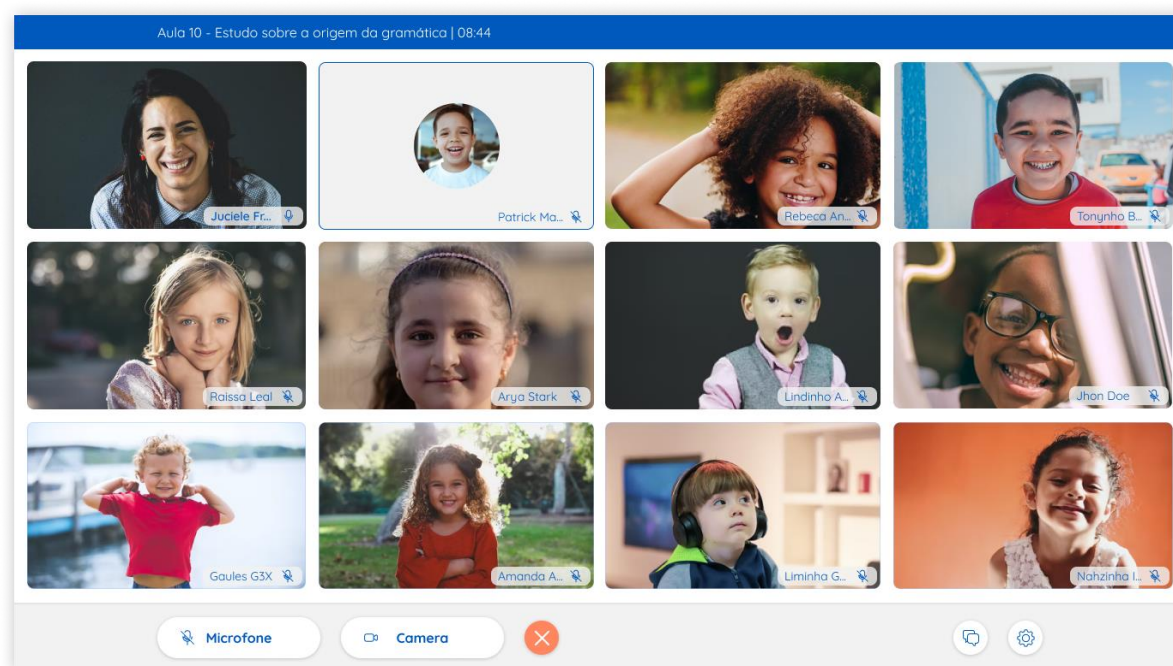 Aula 10 - Estudo sobre a origem da gramática | 08:44
Juciele Fr...
Patrick Ma...
Rebeca An...
Tonynho B...
Raissa Leal
Arya Stark
Lindinho A...
Jhon Doe
Gaules G3X
Amanda A...
Liminha G...
Nahzinha I...
Microfone
Camera